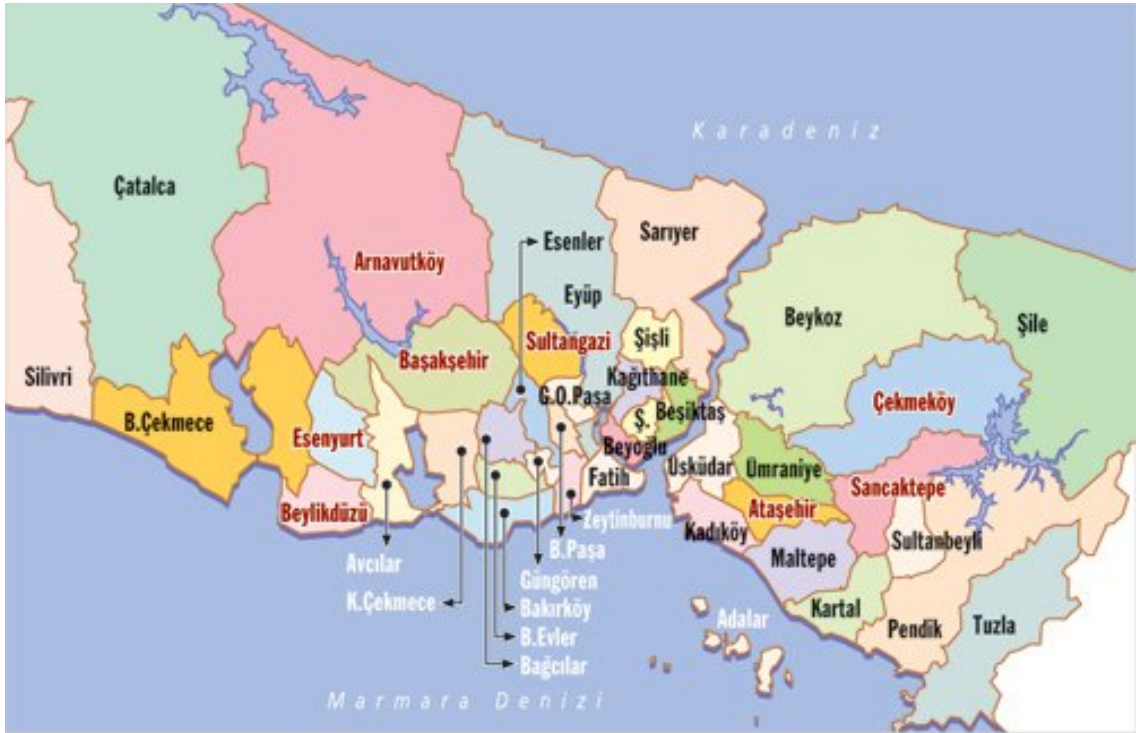 Karadeniz
Çatalca
Sarıyer
Esenler
Arnavutköy
Eyüp
Beykoz
Şile
Sultangazi
Şişli
Başakşehir
Silivri
Kağıthane
G.O.Paşa
Çekmeköy
B.Çekmece
Ş.
Beşiktaş
Esenyurt
Beyoğlu
Üsküdar
Ümraniye
Fatih
Sancaktepe
Beylikdüzü
Ataşehir
Zeytinburnu
Kadıköy
Sultanbeyli
B.Paşa
Maltepe
Avcılar
Güngören
K.Çekmece
Bakırköy
Kartal
Adalar
Tuzla
Pendik
B.Evler
Bağcılar
Marmara Denizi